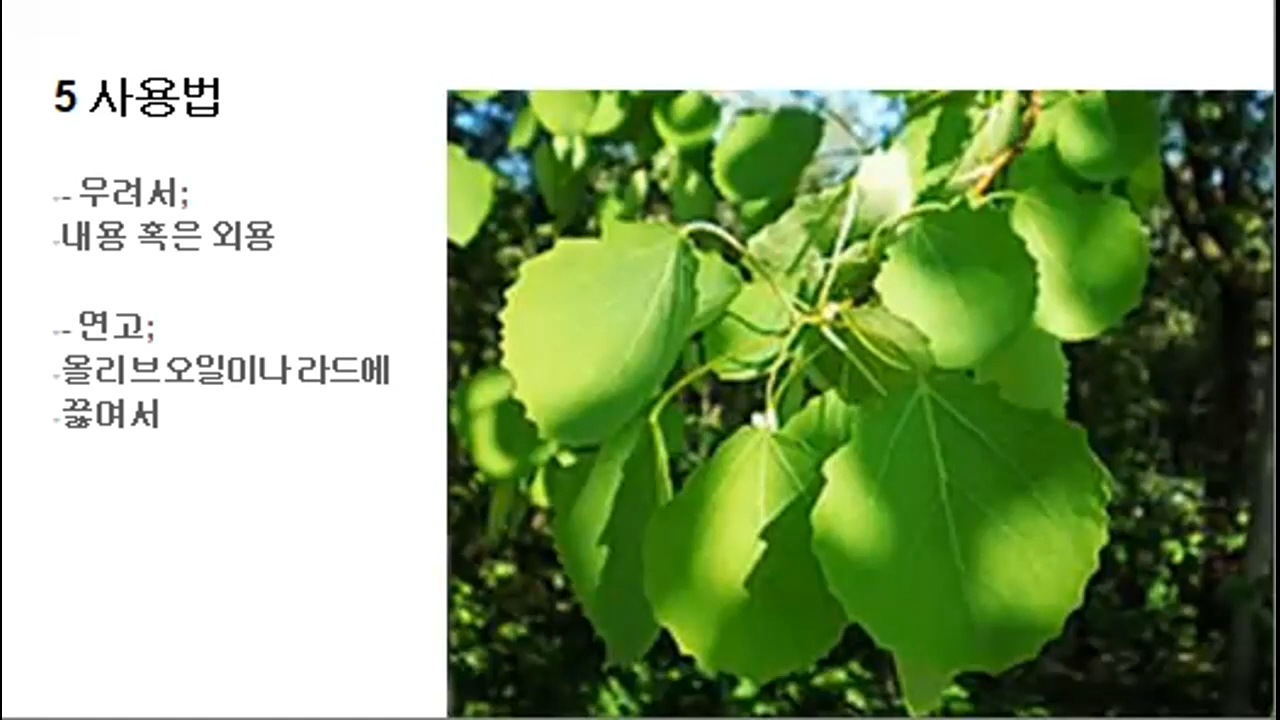 5 사용법
-- 우려서;
-내용 혹은 외용
-- 연고;
-올리브오일이나 라드에
-끓여서